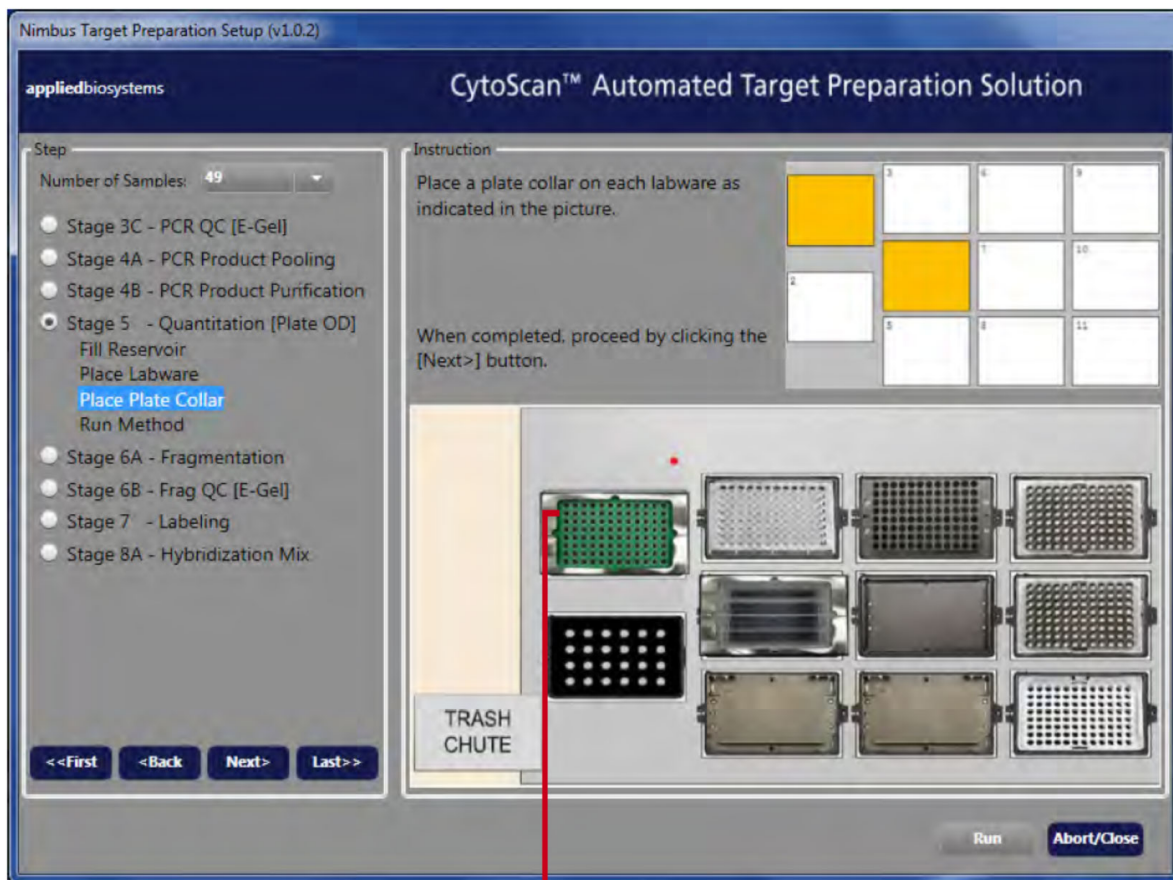 Nimbus Target Preparation Setup (v1.0.2)
appliedbiosystems
CytoScan™ Automated Target Preparation Solution
Step
Number of Samples: 49
Stage 3C - PCR QC [E-Gel]
Stage 4A - PCR Product Pooling
Stage 4B - PCR Product Purification
Stage 5 - Quantitation [Plate OD]
Fill Reservoir
Place Labware
Place Plate Collar
Run Method
Stage 6A - Fragmentation
Stage 6B - Frag QC [E-Gel]
Stage 7 - Labeling
Stage 8A - Hybridization Mix
<<First
<Back
Next>
Last>>
Instruction
Place a plate collar on each labware as
indicated in the picture.
When completed, proceed by clicking the
[Next>] button.
3
6
9
2
7
10
5
8
11
TRASH
CHUTE
Run
Abort/Close